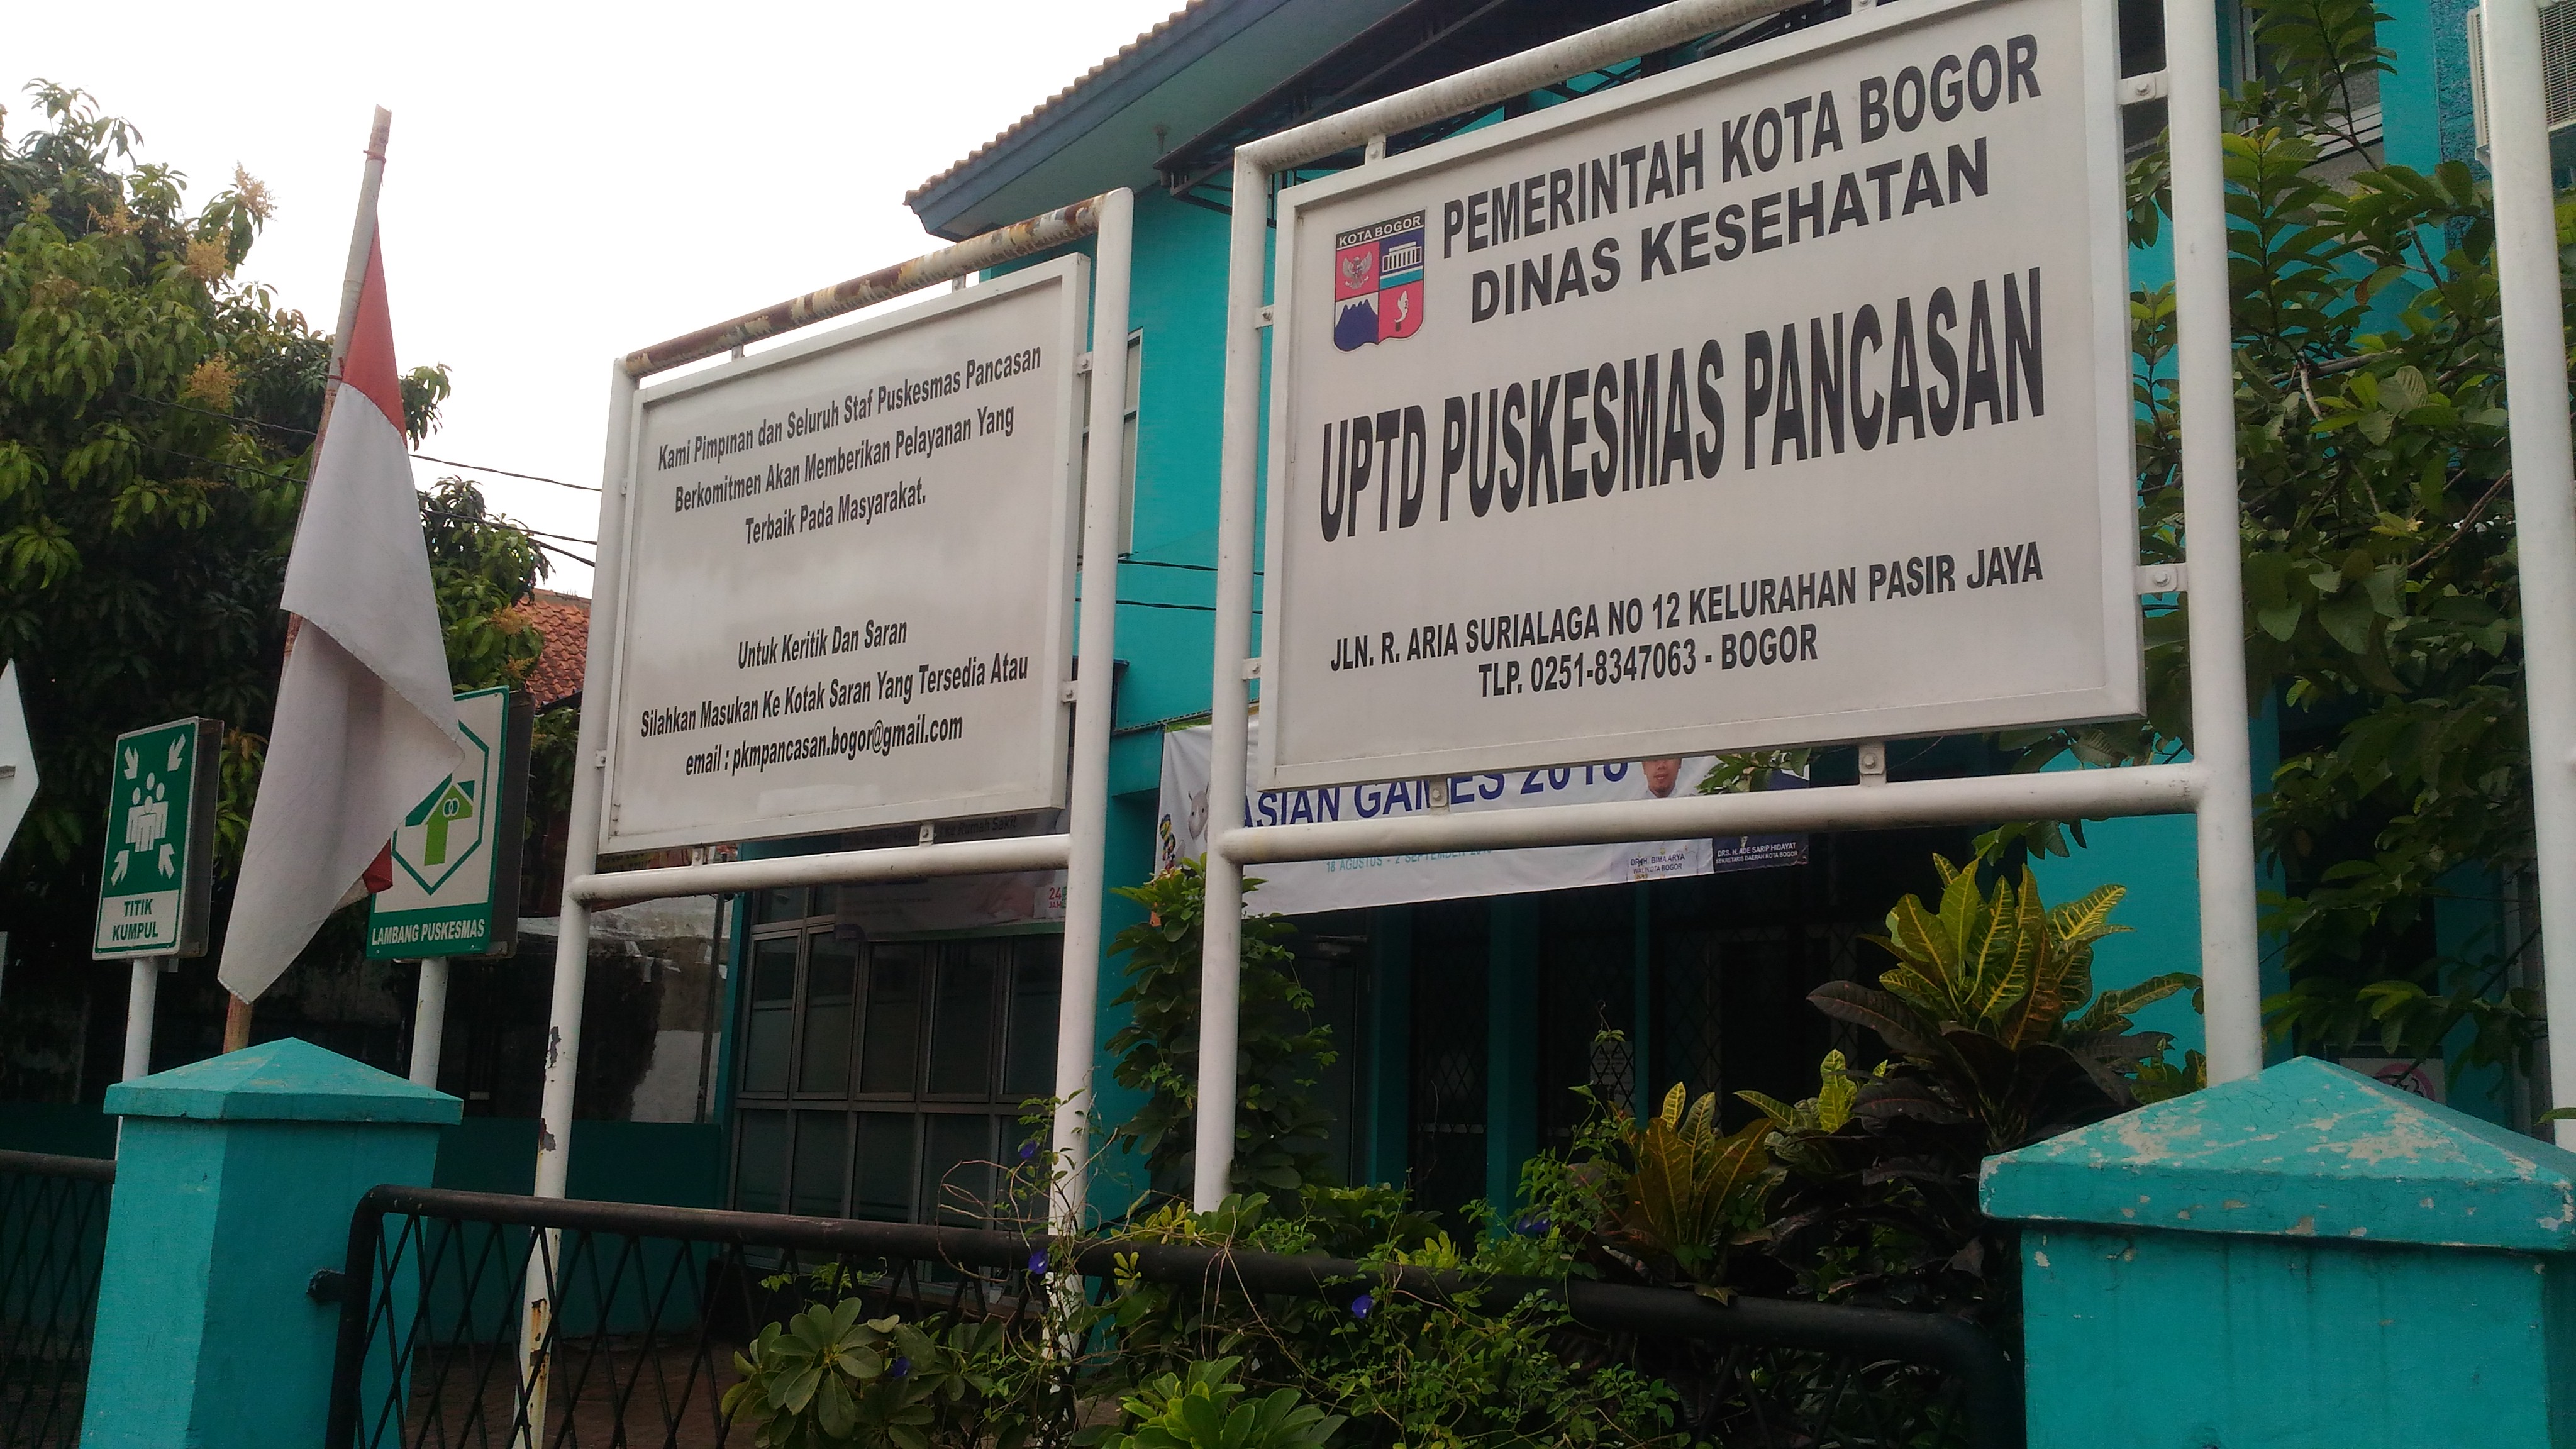 KOTA BOGOR
PEMERINTAH KOTA BOGOR
DINAS KESEHATAN
UPTD PUSKESMAS PANCASAN
JLN. R. ARIA SURIALAGA NO 12 KELURAHAN PASIR JAYA
TLP. 0251-8347063 - BOGOR
Kami Pimpinan dan Seluruh Staf Puskesmas Pancasan
Berkomitmen Akan Memberikan Pelayanan Yang
Terbaik Pada Masyarakat.
Untuk Keritik Dan Saran
Silahkan Masukan Ke Kotak Saran Yang Tersedia Atau
email : pkmpancasan.bogor@gmail.com
TITIK
KUMPUL
LAMBANG PUSKESMAS
ASIAN GAMES 2018
18 AGUSTUS - 2 SEPTEMBER
BIMA ARYA
WALIKOTA BOGOR
DRS. H. ADE SARIP HIDAYAT
SEKRETARIS DAERAH KOTA BOGOR
ke Rumah Sakit
24